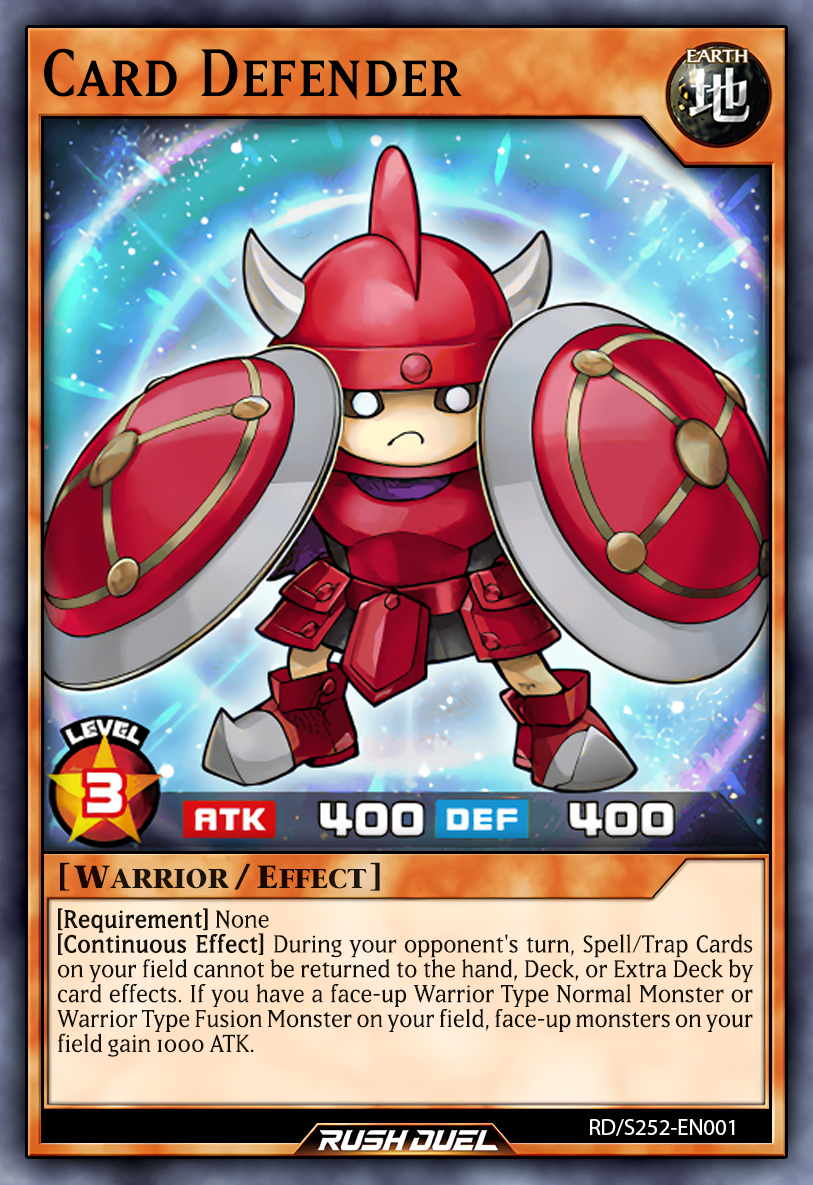 Card Defender
EARTH
地
LEVEL
3
ATK 400 DEF 400
[Warrior / Effect]
[Requirement] None
[Continuous Effect] During your opponent's turn, Spell/Trap Cards
on your field cannot be returned to the hand, Deck, or Extra Deck by
card effects. If you have a face-up Warrior Type Normal Monster or
Warrior Type Fusion Monster on your field, face-up monsters on your
field gain 1000 ATK.
RUSH DUEL
RD/S252-EN001